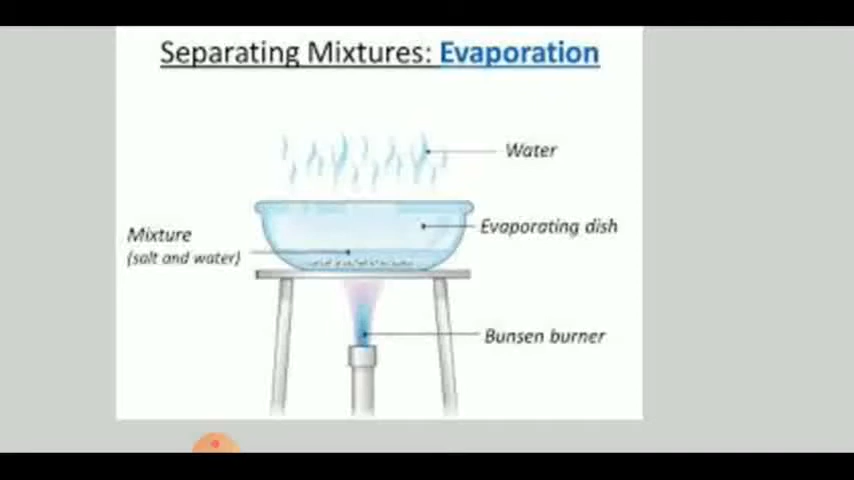 Separating Mixtures: Evaporation
Water
Evaporating dish
Mixture
(salt and water)
Bunsen burner